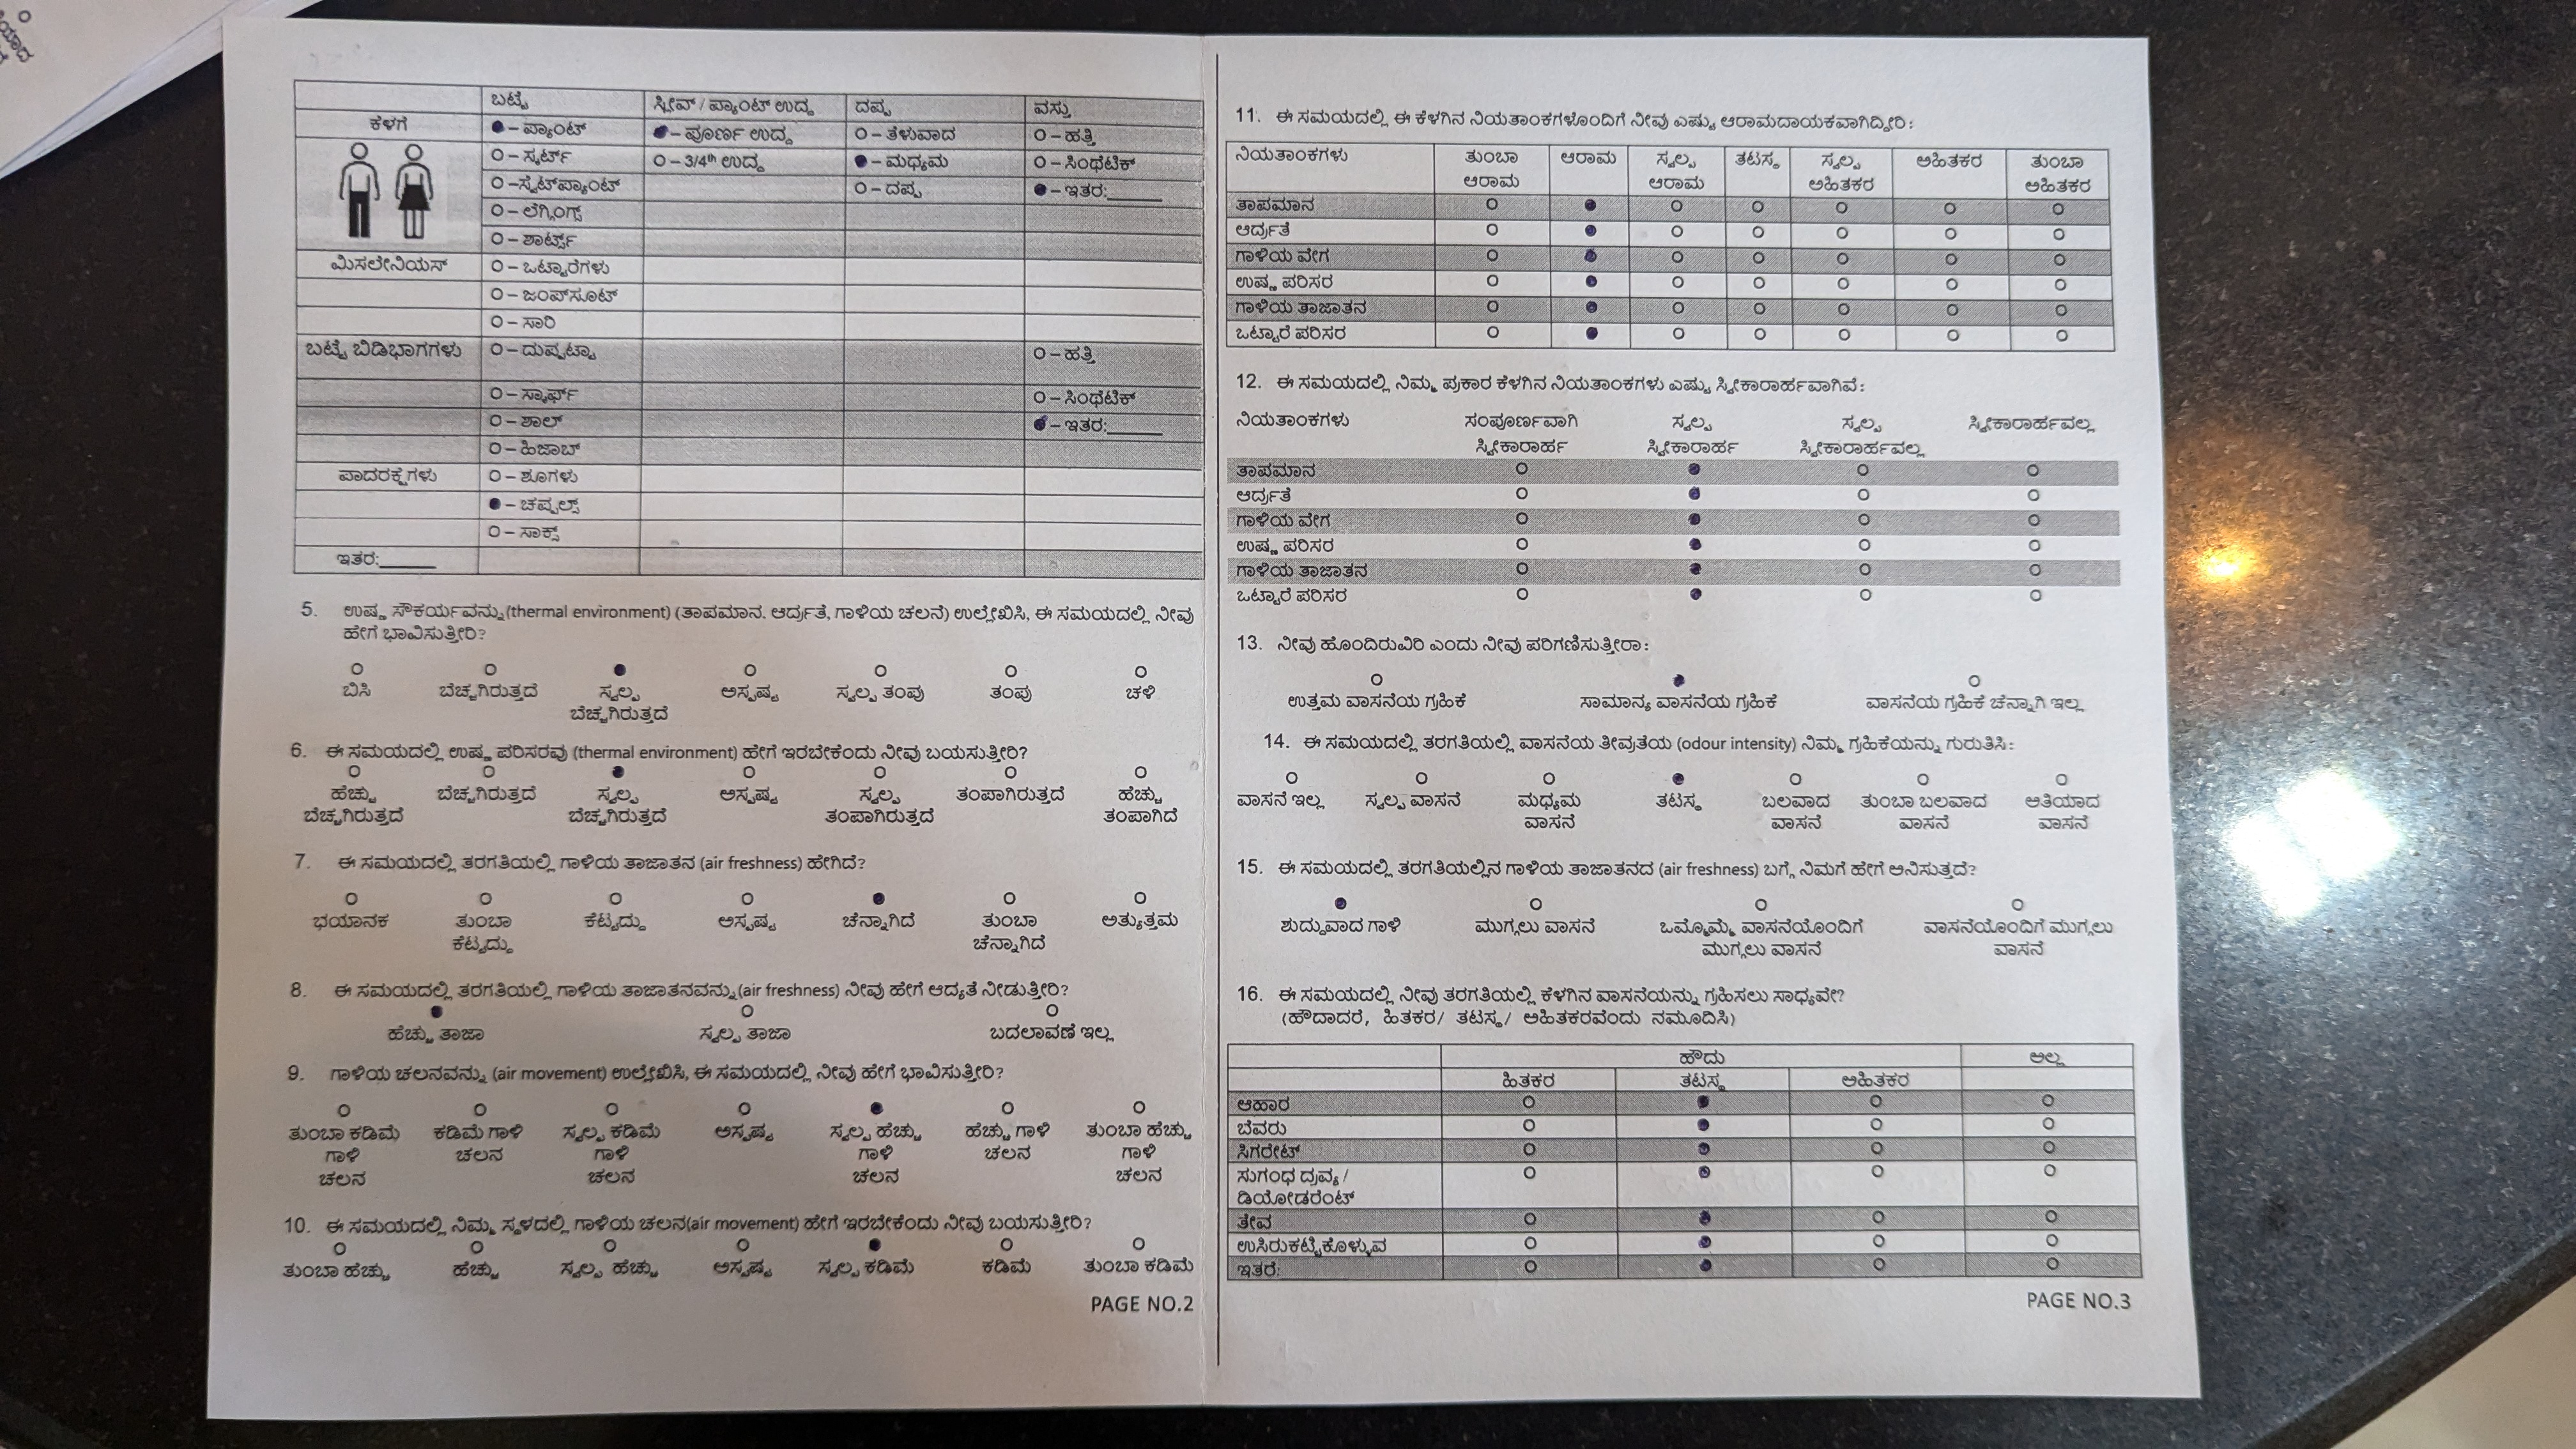 ಬಟ್ಟೆ ಸ್ಲೀವ್ / ಪ್ಯಾಂಟ್ ಉದ್ದ ದಪ್ಪ ವಸ್ತು
ಕೆಳಗೆ ●–ಪ್ಯಾಂಟ್ ●–ಪೂರ್ಣ ಉದ್ದ O–ತೆಳುವಾದ O–ಹತ್ತಿ
O–ಸ್ಕರ್ಟ್ O–3/4th ಉದ್ದ ●–ಮಧ್ಯಮ O–ಸಿಂಥೆಟಿಕ್
O–ಸ್ವೆಟ್‌ಪ್ಯಾಂಟ್ O–ದಪ್ಪ ●–ಇತರ:______
O–ಲೆಗ್ಗಿಂಗ್ಸ್
O–ಶಾರ್ಟ್ಸ್
ಮಿಸಲೇನಿಯಸ್ O–ಒಟ್ಟಾರೆಗಳು
O–ಜಂಪ್‌ಸೂಟ್
O–ಸಾರಿ
ಬಟ್ಟೆ ಬಿಡಿಭಾಗಗಳು O–ದುಪ್ಪಟ್ಟಾ O–ಹತ್ತಿ
O–ಸ್ಕಾರ್ಫ್ O–ಸಿಂಥೆಟಿಕ್
O–ಶಾಲ್ ●–ಇತರ:______
O–ಹಿಜಾಬ್
ಪಾದರಕ್ಷೆಗಳು O–ಶೂಗಳು
●–ಚಪ್ಪಲ್ಸ್
O–ಸಾಕ್ಸ್
ಇತರ:______
5. ಉಷ್ಣ ಸೌಕರ್ಯವನ್ನು(thermal environment) (ತಾಪಮಾನ. ಆರ್ದ್ರತೆ, ಗಾಳಿಯ ಚಲನೆ) ಉಲ್ಲೇಖಿಸಿ, ಈ ಸಮಯದಲ್ಲಿ ನೀವು
ಹೇಗೆ ಭಾವಿಸುತ್ತೀರಿ?
ಬಿಸಿ ಬೆಚ್ಚಗಿರುತ್ತದೆ ಸ್ವಲ್ಪ ಅಸ್ಪಷ್ಟ ಸ್ವಲ್ಪ ತಂಪು ತಂಪು ಚಳಿ
ಬೆಚ್ಚಗಿರುತ್ತದೆ
6. ಈ ಸಮಯದಲ್ಲಿ ಉಷ್ಣ ಪರಿಸರವು (thermal environment) ಹೇಗೆ ಇರಬೇಕೆಂದು ನೀವು ಬಯಸುತ್ತೀರಿ?
ಹೆಚ್ಚು ಬೆಚ್ಚಗಿರುತ್ತದೆ ಸ್ವಲ್ಪ ಅಸ್ಪಷ್ಟ ಸ್ವಲ್ಪ ತಂಪಾಗಿರುತ್ತದೆ ಹೆಚ್ಚು
ಬೆಚ್ಚಗಿರುತ್ತದೆ ಬೆಚ್ಚಗಿರುತ್ತದೆ ತಂಪಾಗಿರುತ್ತದೆ ತಂಪಾಗಿದೆ
7. ಈ ಸಮಯದಲ್ಲಿ ತರಗತಿಯಲ್ಲಿ ಗಾಳಿಯ ತಾಜಾತನ (air freshness) ಹೇಗಿದೆ?
ಭಯಾನಕ ತುಂಬಾ ಕೆಟ್ಟದ್ದು ಅಸ್ಪಷ್ಟ ಚೆನ್ನಾಗಿದೆ ತುಂಬಾ ಅತ್ಯುತ್ತಮ
ಕೆಟ್ಟದ್ದು ಚೆನ್ನಾಗಿದೆ
8. ಈ ಸಮಯದಲ್ಲಿ ತರಗತಿಯಲ್ಲಿ ಗಾಳಿಯ ತಾಜಾತನವನ್ನು(air freshness) ನೀವು ಹೇಗೆ ಆದ್ಯತೆ ನೀಡುತ್ತೀರಿ?
ಹೆಚ್ಚು ತಾಜಾ ಸ್ವಲ್ಪ ತಾಜಾ ಬದಲಾವಣೆ ಇಲ್ಲ
9. ಗಾಳಿಯ ಚಲನವನ್ನು (air movement) ಉಲ್ಲೇಖಿಸಿ, ಈ ಸಮಯದಲ್ಲಿ ನೀವು ಹೇಗೆ ಭಾವಿಸುತ್ತೀರಿ?
ತುಂಬಾ ಕಡಿಮೆ ಕಡಿಮೆ ಗಾಳಿ ಸ್ವಲ್ಪ ಕಡಿಮೆ ಅಸ್ಪಷ್ಟ ಸ್ವಲ್ಪ ಹೆಚ್ಚು ಹೆಚ್ಚು ಗಾಳಿ ತುಂಬಾ ಹೆಚ್ಚು
ಗಾಳಿ ಚಲನ ಗಾಳಿ ಗಾಳಿ ಚಲನ ಗಾಳಿ
ಚಲನ ಚಲನ ಚಲನ ಚಲನ
10. ಈ ಸಮಯದಲ್ಲಿ ನಿಮ್ಮ ಸ್ಥಳದಲ್ಲಿ ಗಾಳಿಯ ಚಲನ(air movement) ಹೇಗೆ ಇರಬೇಕೆಂದು ನೀವು ಬಯಸುತ್ತೀರಿ?
ತುಂಬಾ ಹೆಚ್ಚು ಹೆಚ್ಚು ಸ್ವಲ್ಪ ಹೆಚ್ಚು ಅಸ್ಪಷ್ಟ ಸ್ವಲ್ಪ ಕಡಿಮೆ ಕಡಿಮೆ ತುಂಬಾ ಕಡಿಮೆ
PAGE NO.2
11. ಈ ಸಮಯದಲ್ಲಿ ಈ ಕೆಳಗಿನ ನಿಯತಾಂಕಗಳೊಂದಿಗೆ ನೀವು ಎಷ್ಟು ಆರಾಮದಾಯಕವಾಗಿದ್ದೀರಿ:
ನಿಯತಾಂಕಗಳು ತುಂಬಾ ಆರಾಮ ಸ್ವಲ್ಪ ತಟಸ್ಥ ಸ್ವಲ್ಪ ಅಹಿತಕರ ತುಂಬಾ
ಆರಾಮ ಆರಾಮ ಅಹಿತಕರ ಅಹಿತಕರ
ತಾಪಮಾನ
ಆರ್ದ್ರತೆ
ಗಾಳಿಯ ವೇಗ
ಉಷ್ಣ ಪರಿಸರ
ಗಾಳಿಯ ತಾಜಾತನ
ಒಟ್ಟಾರೆ ಪರಿಸರ
12. ಈ ಸಮಯದಲ್ಲಿ ನಿಮ್ಮ ಪ್ರಕಾರ ಕೆಳಗಿನ ನಿಯತಾಂಕಗಳು ಎಷ್ಟು ಸ್ವೀಕಾರಾರ್ಹವಾಗಿವೆ:
ನಿಯತಾಂಕಗಳು ಸಂಪೂರ್ಣವಾಗಿ ಸ್ವಲ್ಪ ಸ್ವಲ್ಪ ಸ್ವೀಕಾರಾರ್ಹವಲ್ಲ
ಸ್ವೀಕಾರಾರ್ಹ ಸ್ವೀಕಾರಾರ್ಹ ಸ್ವೀಕಾರಾರ್ಹವಲ್ಲ
ತಾಪಮಾನ
ಆರ್ದ್ರತೆ
ಗಾಳಿಯ ವೇಗ
ಉಷ್ಣ ಪರಿಸರ
ಗಾಳಿಯ ತಾಜಾತನ
ಒಟ್ಟಾರೆ ಪರಿಸರ
13. ನೀವು ಹೊಂದಿರುವಿರಿ ಎಂದು ನೀವು ಪರಿಗಣಿಸುತ್ತೀರಾ:
ಉತ್ತಮ ವಾಸನೆಯ ಗ್ರಹಿಕೆ ಸಾಮಾನ್ಯ ವಾಸನೆಯ ಗ್ರಹಿಕೆ ವಾಸನೆಯ ಗ್ರಹಿಕೆ ಚೆನ್ನಾಗಿ ಇಲ್ಲ
14. ಈ ಸಮಯದಲ್ಲಿ ತರಗತಿಯಲ್ಲಿ ವಾಸನೆಯ ತೀವ್ರತೆಯ (odour intensity) ನಿಮ್ಮ ಗ್ರಹಿಕೆಯನ್ನು ಗುರುತಿಸಿ:
ವಾಸನೆ ಇಲ್ಲ ಸ್ವಲ್ಪ ವಾಸನೆ ಮಧ್ಯಮ ತಟಸ್ಥ ಬಲವಾದ ತುಂಬಾ ಬಲವಾದ ಅತಿಯಾದ
ವಾಸನೆ ವಾಸನೆ ವಾಸನೆ ವಾಸನೆ
15. ಈ ಸಮಯದಲ್ಲಿ ತರಗತಿಯಲ್ಲಿನ ಗಾಳಿಯ ತಾಜಾತನದ (air freshness) ಬಗ್ಗೆ ನಿಮಗೆ ಹೇಗೆ ಅನಿಸುತ್ತದೆ?
ಶುದ್ಧುವಾದ ಗಾಳಿ ಮುಗ್ಗಲು ವಾಸನೆ ಒಮ್ಮೊಮ್ಮೆ ವಾಸನೆಯೊಂದಿಗೆ ವಾಸನೆಯೊಂದಿಗೆ ಮುಗ್ಗಲು
ಮುಗ್ಗಲು ವಾಸನೆ ವಾಸನೆ
16. ಈ ಸಮಯದಲ್ಲಿ ನೀವು ತರಗತಿಯಲ್ಲಿ ಕೆಳಗಿನ ವಾಸನೆಯನ್ನು ಗ್ರಹಿಸಲು ಸಾಧ್ಯವೇ?
(ಹೌದಾದರೆ, ಹಿತಕರ/ ತಟಸ್ಥ/ ಅಹಿತಕರವೆಂದು ನಮೂದಿಸಿ)
ಹೌದು ಅಲ್ಲ
ಹಿತಕರ ತಟಸ್ಥ ಅಹಿತಕರ
ಆಹಾರ
ಬೆವರು
ಸಿಗರೇಟ್
ಸುಗಂಧ ದ್ರವ್ಯ /
ಡಿಯೋಡರೆಂಟ್
ತೇವ
ಉಸಿರುಕಟ್ಟಿಕೊಳ್ಳುವ
ಇತರೆ:
PAGE NO.3